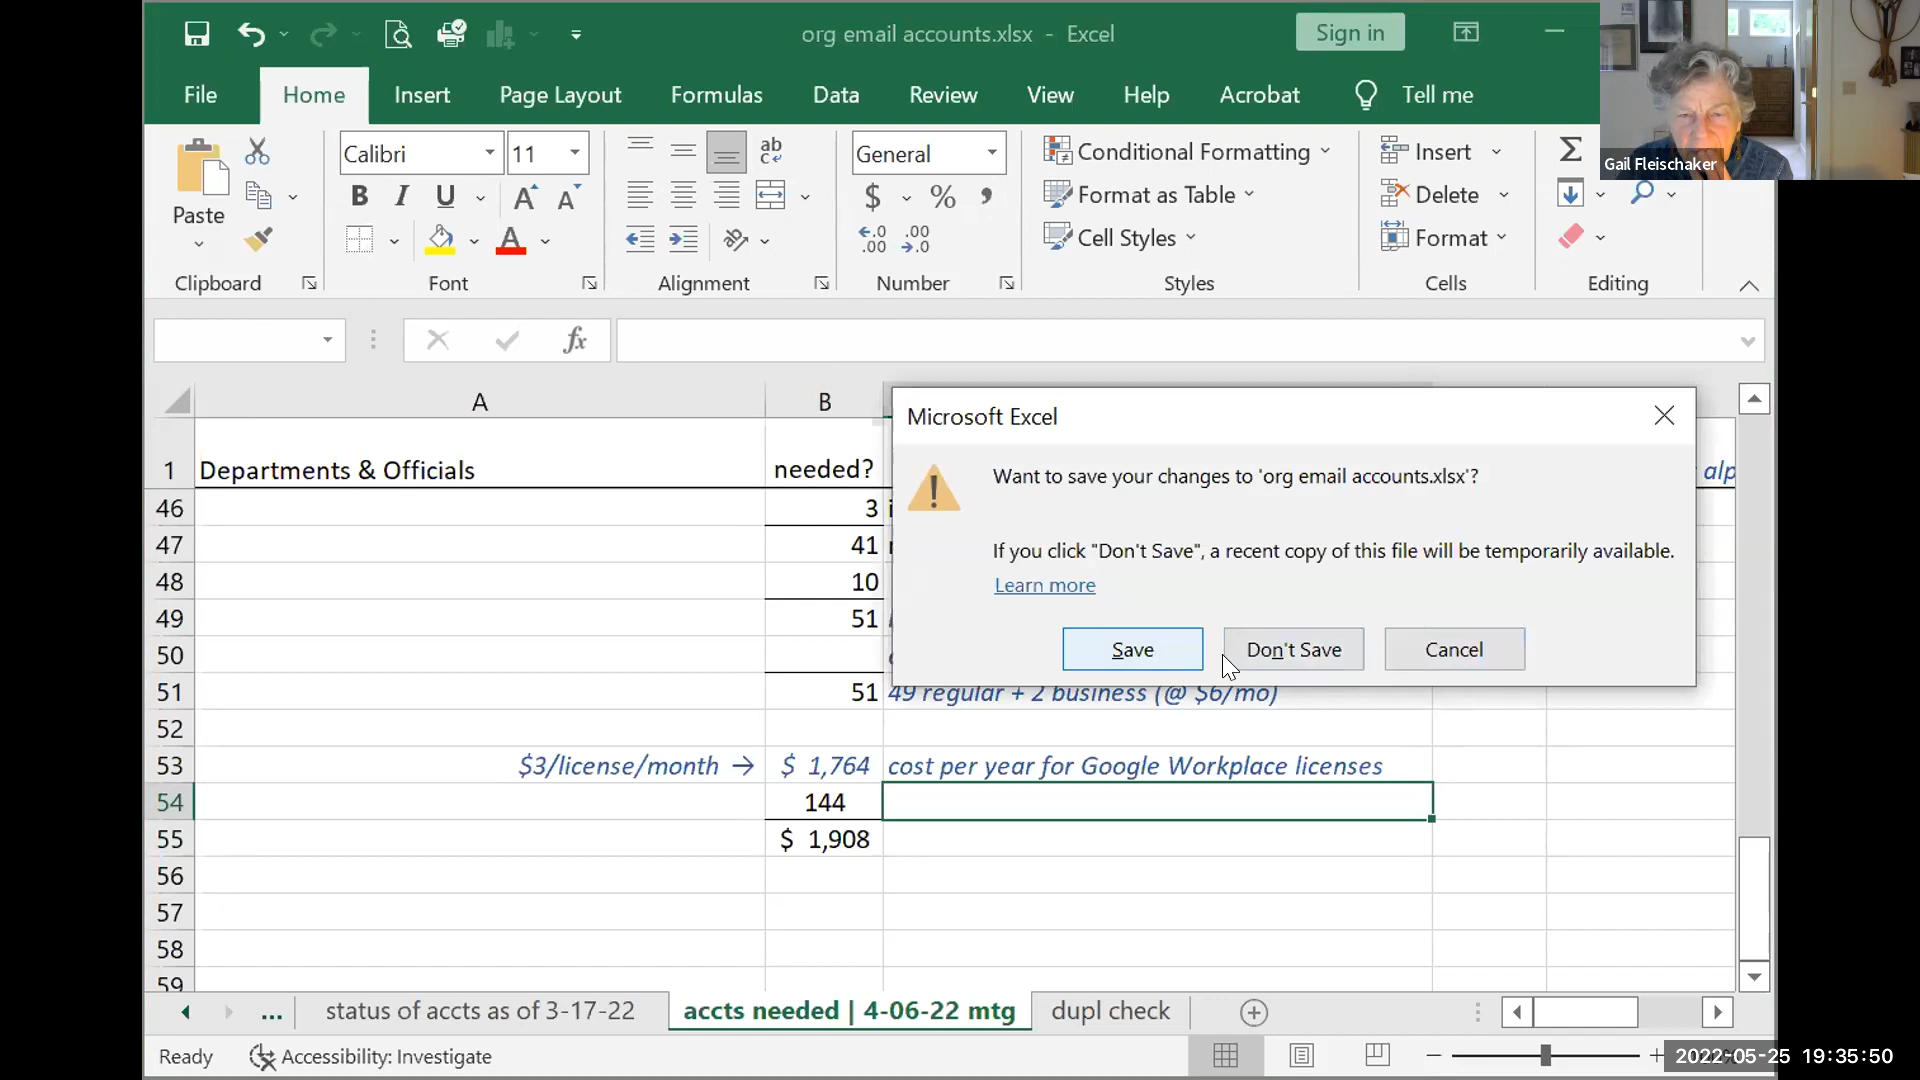 org email accounts.xlsx - Excel
Sign in
File Home Insert Page Layout Formulas Data Review View Help Acrobat Tell me
Gail Fleischaker
Paste
Calibri 11
B I U A A A
ab
General
$ % ,
.0 .00
.00 .0
Conditional Formatting
Format as Table
Cell Styles
Insert
Delete
Format
Σ
Clipboard Font Alignment Number Styles Cells Editing
fx
A B
1 Departments & Officials needed? alp
46 3
47 41
48 10
49 51
50
51 51 49 regular + 2 business (@ $6/mo)
52
53 $3/license/month → $ 1,764 cost per year for Google Workplace licenses
54 144
55 $ 1,908
56
57
58
59
Microsoft Excel
Want to save your changes to 'org email accounts.xlsx'?
If you click "Don't Save", a recent copy of this file will be temporarily available.
Learn more
Save Don't Save Cancel
... status of accts as of 3-17-22 accts needed | 4-06-22 mtg dupl check
Ready Accessibility: Investigate
2022-05-25 19:35:50